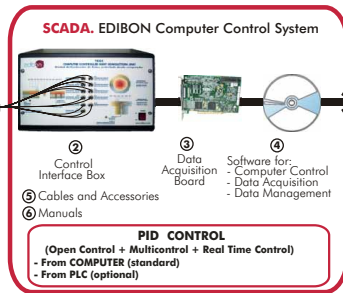 SCADA. EDIBON Computer Control System
②
Control
Interface Box
③
Data
Acquisition
Board
④
Software for:
- Computer Control
- Data Acquisition
- Data Management
⑤ Cables and Accessories
⑥ Manuals
PID CONTROL
(Open Control + Multicontrol + Real Time Control)
- From COMPUTER (standard)
- From PLC (optional)